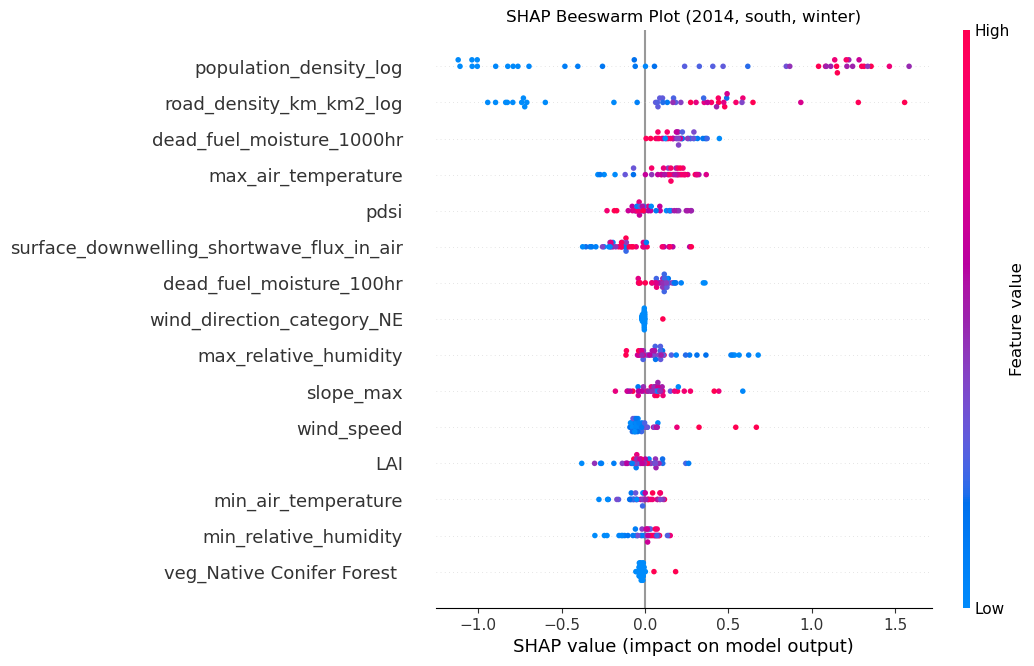 SHAP Beeswarm Plot (2014, south, winter)
High
population_density_log
road_density_km_km2_log
dead_fuel_moisture_1000hr
max_air_temperature
pdsi
surface_downwelling_shortwave_flux_in_air
dead_fuel_moisture_100hr
wind_direction_category_NE
max_relative_humidity
slope_max
wind_speed
LAI
min_air_temperature
min_relative_humidity
veg_Native Conifer Forest
Feature value
Low
−1.0 −0.5 0.0 0.5 1.0 1.5
SHAP value (impact on model output)